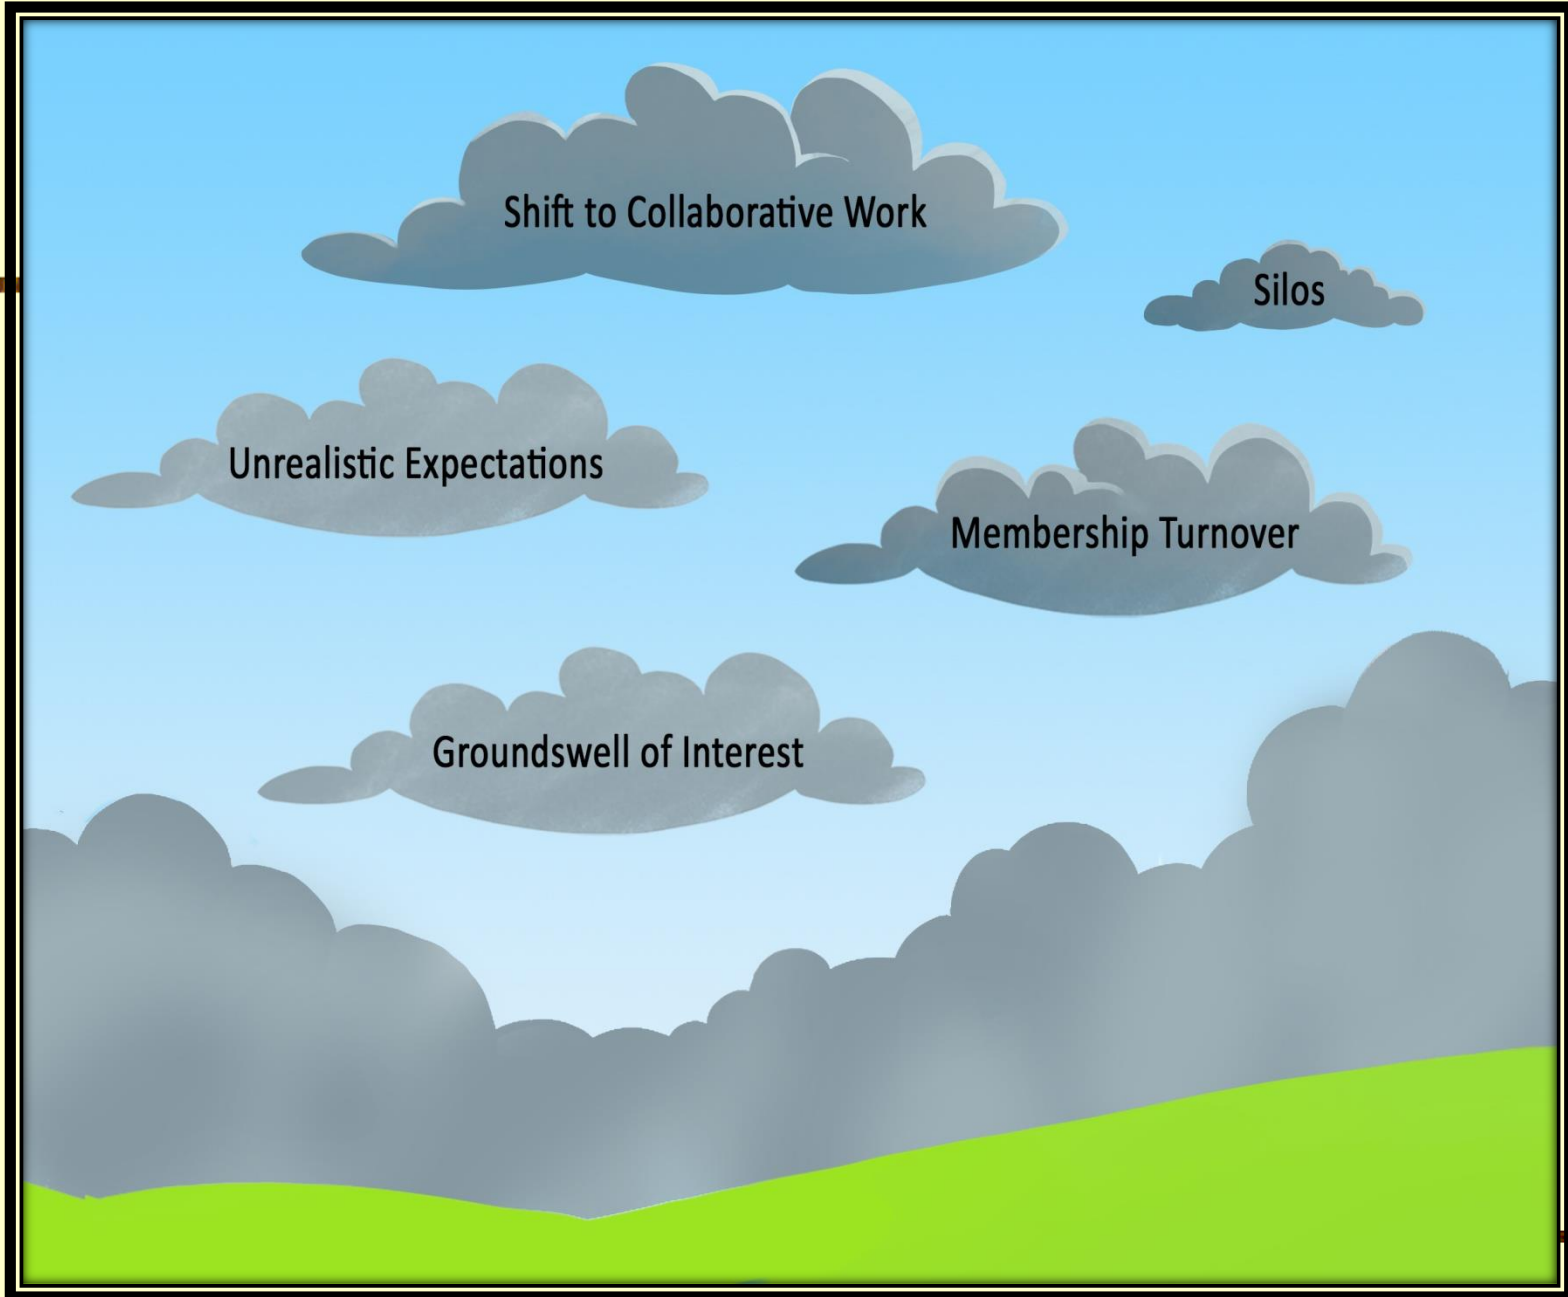 Shift to Collaborative Work
Silos
Unrealistic Expectations
Membership Turnover
Groundswell of Interest